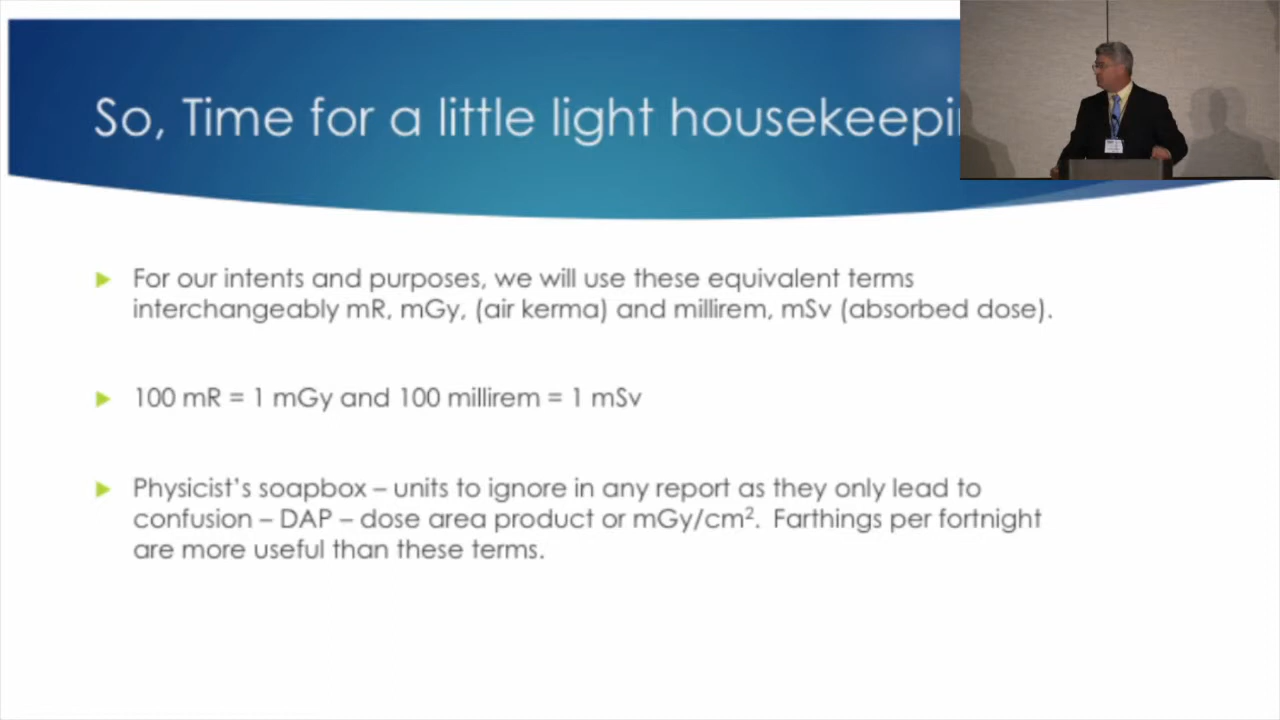 So, Time for a little light housekeepi
For our intents and purposes, we will use these equivalent terms
interchangeably mR, mGy, (air kerma) and millirem, mSv (absorbed dose).
100 mR = 1 mGy and 100 millirem = 1 mSv
Physicist's soapbox – units to ignore in any report as they only lead to
confusion – DAP – dose area product or mGy/cm². Farthings per fortnight
are more useful than these terms.